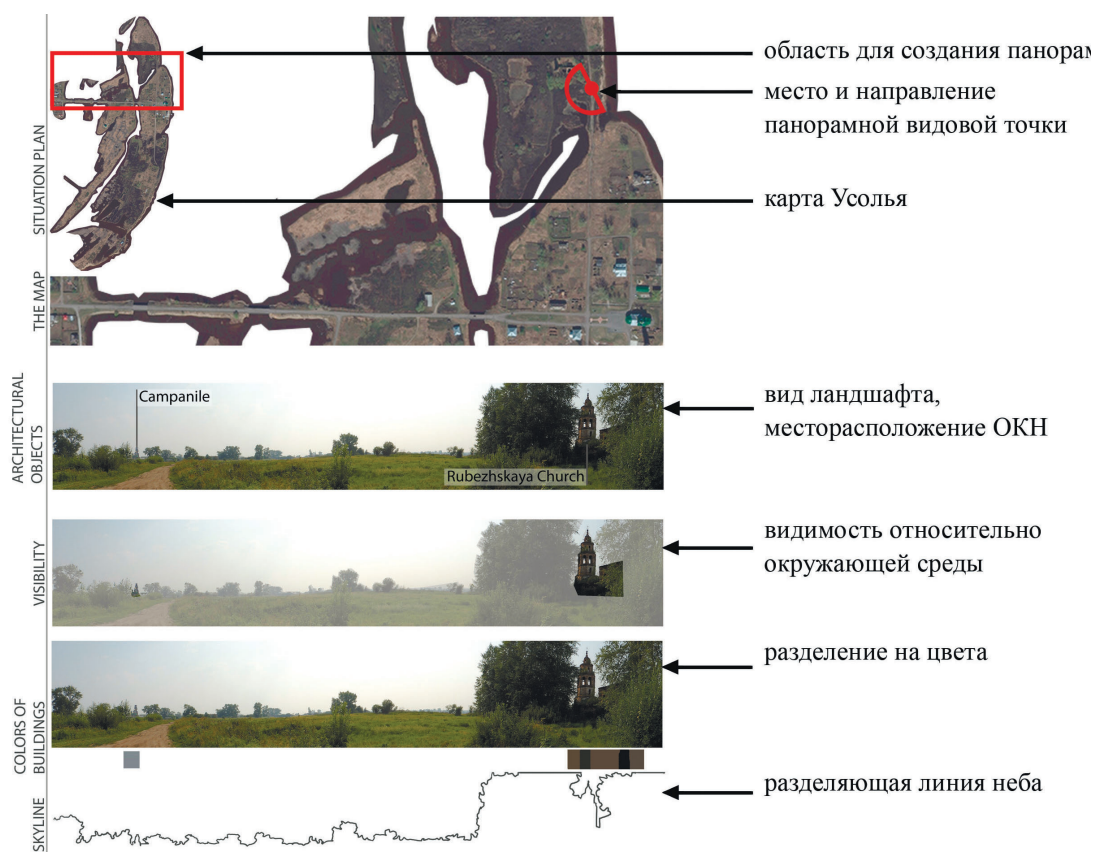 область для создания панорам
место и направление
панорамной видовой точки
SITUATION PLAN
карта Усолья
THE MAP
ARCHITECTURAL
OBJECTS
Campanile
Rubezhskaya Church
вид ландшафта,
месторасположение ОКН
VISIBILITY
видимость относительно
окружающей среды
COLORS OF
BUILDINGS
разделение на цвета
SKYLINE
разделяющая линия неба